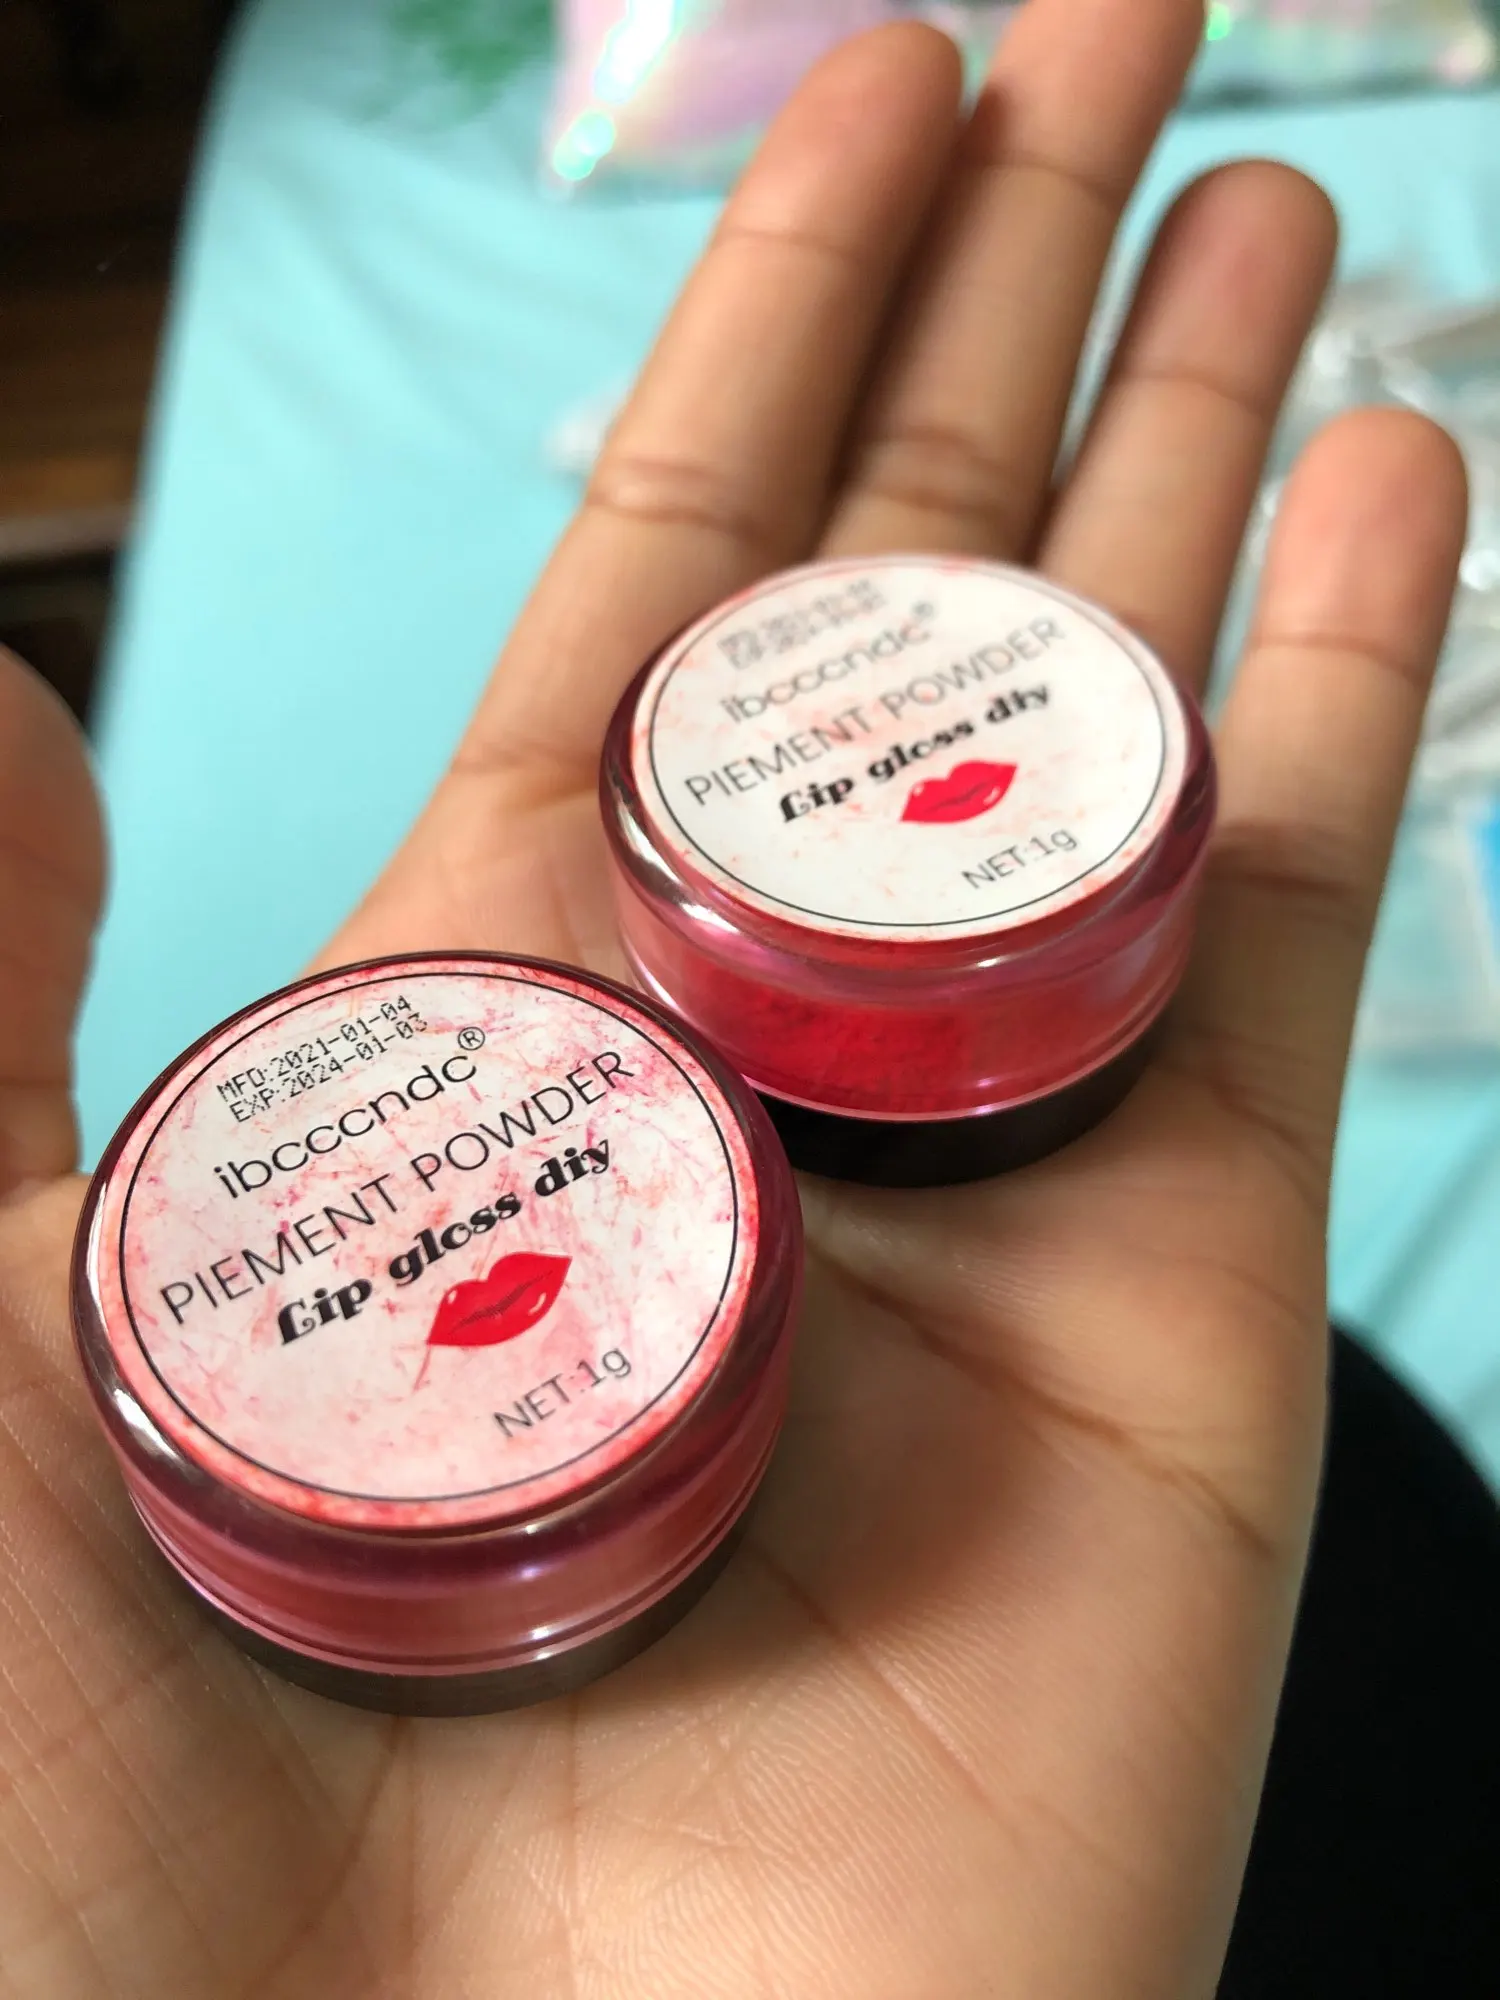 MFD:2021-01-04
EXP:2024-01-03
ibcccndc®
PIEMENT POWDER
Lip gloss diy
NET:1g
ibcccndc®
PIEMENT POWDER
Lip gloss diy
NET:1g